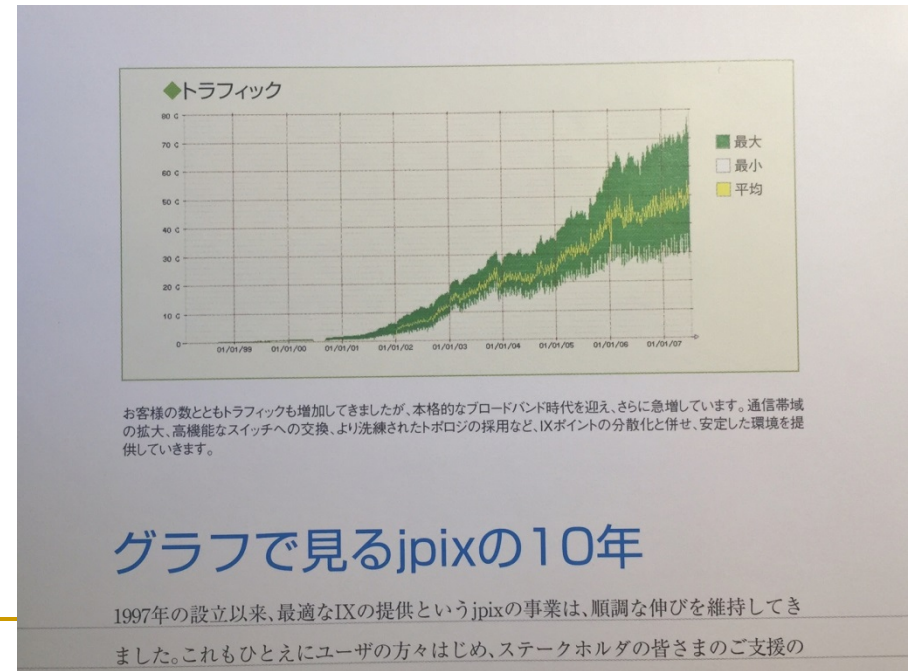 ◆トラフィック
80 G
70 G
60 G
50 G
40 G
30 G
20 G
10 G
0
01/01/99 01/01/00 01/01/01 01/01/02 01/01/03 01/01/04 01/01/05 01/01/06 01/01/07
最大
最小
平均
お客様の数とともトラフィックも増加してきましたが、本格的なブロードバンド時代を迎え、さらに急増しています。通信帯域
の拡大、高機能なスイッチへの交換、より洗練されたトポロジの採用など、IXポイントの分散化と併せ、安定した環境を提
供していきます。
グラフで見るjpixの10年
1997年の設立以来、最適なIXの提供というjpixの事業は、順調な伸びを維持してき
ました。これもひとえにユーザの方々はじめ、ステークホルダの皆さまのご支援の